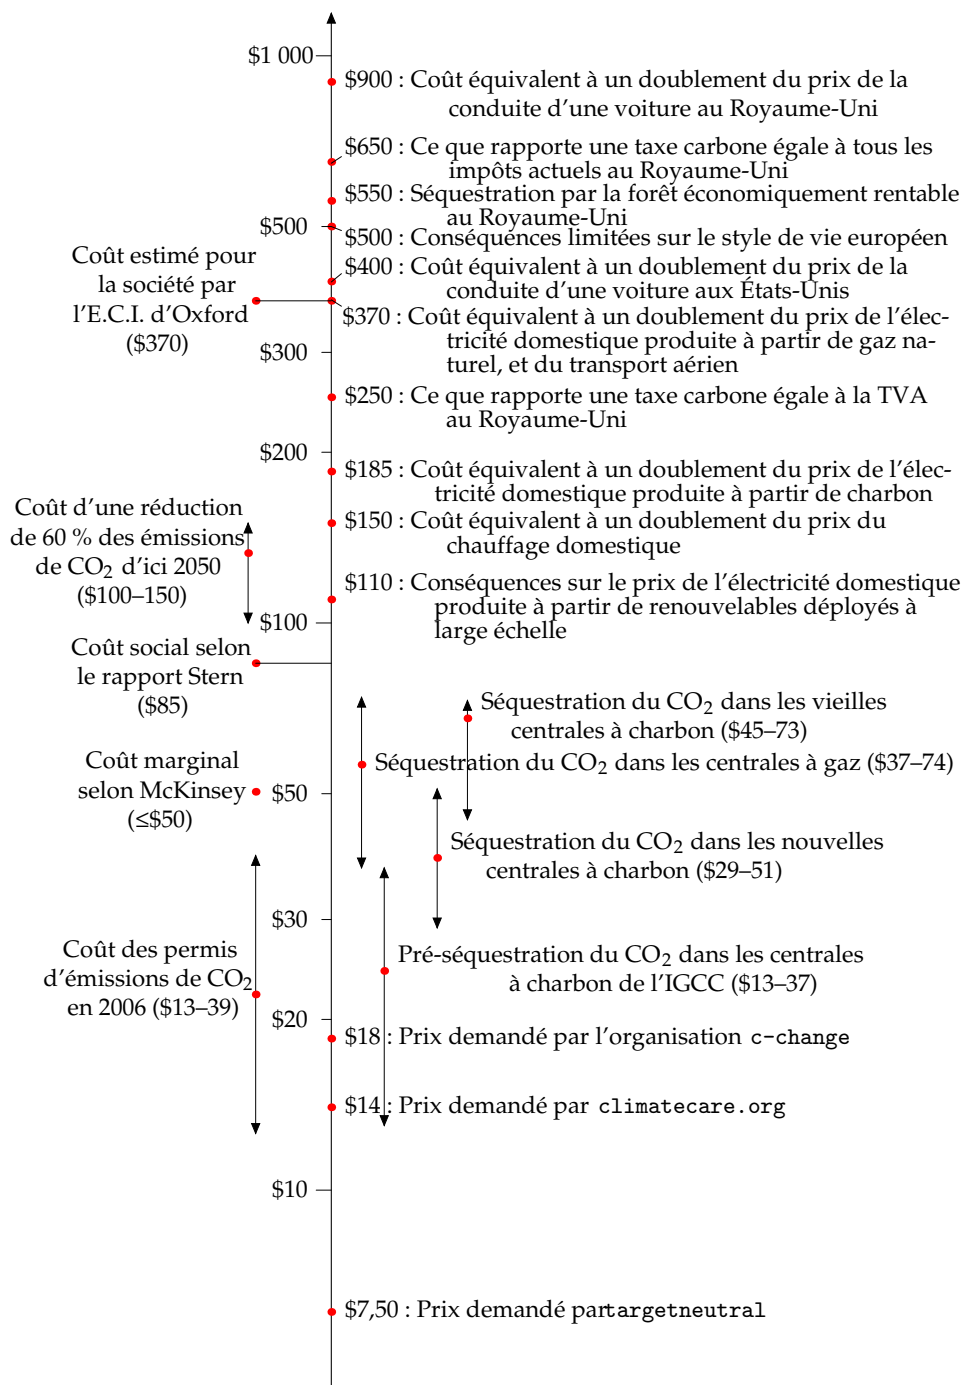 $1 000
$900 : Coût équivalent à un doublement du prix de la
conduite d'une voiture au Royaume-Uni
$650 : Ce que rapporte une taxe carbone égale à tous les
impôts actuels au Royaume-Uni
$550 : Séquestration par la forêt économiquement rentable
au Royaume-Uni
$500
$500 : Conséquences limitées sur le style de vie européen
Coût estimé pour
la société par
l'E.C.I. d'Oxford
($370)
$400 : Coût équivalent à un doublement du prix de la
conduite d'une voiture aux États-Unis
$370 : Coût équivalent à un doublement du prix de l'élec-
tricité domestique produite à partir de gaz na-
turel, et du transport aérien
$300
$250 : Ce que rapporte une taxe carbone égale à la TVA
au Royaume-Uni
$200
$185 : Coût équivalent à un doublement du prix de l'élec-
tricité domestique produite à partir de charbon
Coût d'une réduction
de 60 % des émissions
de CO2 d'ici 2050
($100–150)
$150 : Coût équivalent à un doublement du prix du
chauffage domestique
$110 : Conséquences sur le prix de l'électricité domestique
produite à partir de renouvelables déployés à
large échelle
$100
Coût social selon
le rapport Stern
($85)
Séquestration du CO2 dans les vieilles
centrales à charbon ($45–73)
Séquestration du CO2 dans les centrales à gaz ($37–74)
Coût marginal
selon McKinsey
(≤$50)
$50
Séquestration du CO2 dans les nouvelles
centrales à charbon ($29–51)
$30
Coût des permis
d'émissions de CO2
en 2006 ($13–39)
Pré-séquestration du CO2 dans les centrales
à charbon de l'IGCC ($13–37)
$20
$18 : Prix demandé par l'organisation c-change
$14 : Prix demandé par climatecare.org
$10
$7,50 : Prix demandé partargetneutral